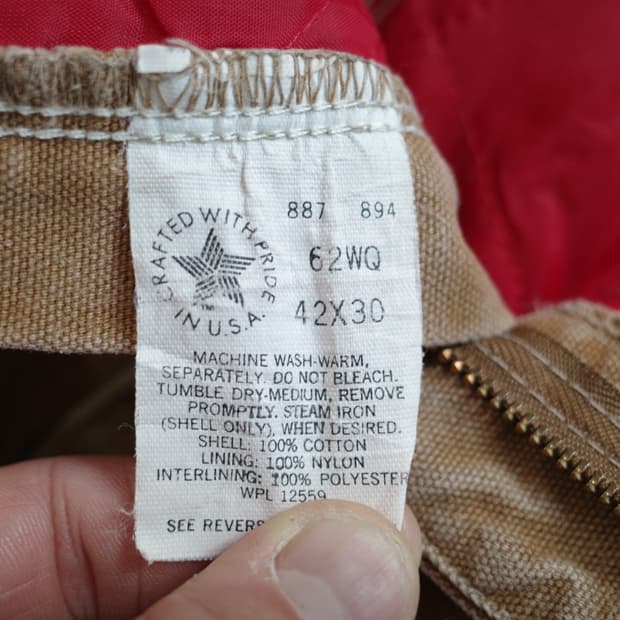 CRAFTED WITH PRIDE
IN U.S.A.
887 894
62WQ
42X30
MACHINE WASH-WARM,
SEPARATELY. DO NOT BLEACH.
TUMBLE DRY-MEDIUM, REMOVE
PROMPTLY. STEAM IRON
(SHELL ONLY), WHEN DESIRED.
SHELL: 100% COTTON
LINING: 100% NYLON
INTERLINING: 100% POLYESTER
WPL 12559
SEE